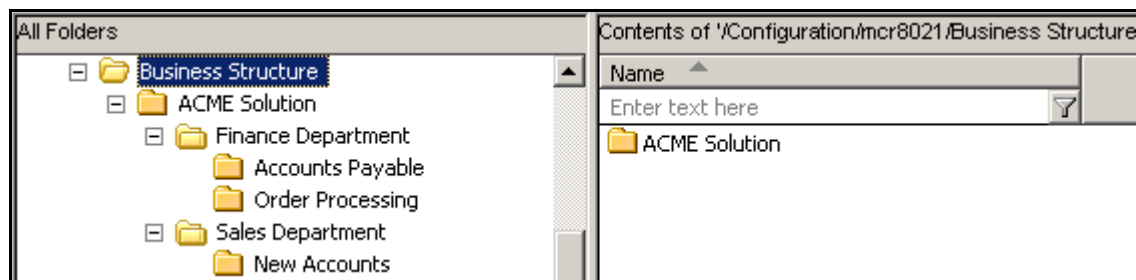 All Folders
Business Structure
ACME Solution
Finance Department
Accounts Payable
Order Processing
Sales Department
New Accounts
Contents of '/Configuration/mcr8021/Business Structure
Name
Enter text here
ACME Solution